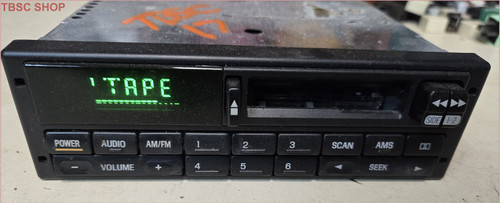 TBSC SHOP
TBSC
TAPE
SIDE 1·2
POWER AUDIO AM/FM 1 2 3 SCAN AMS
- VOLUME + 4 5 6 SEEK